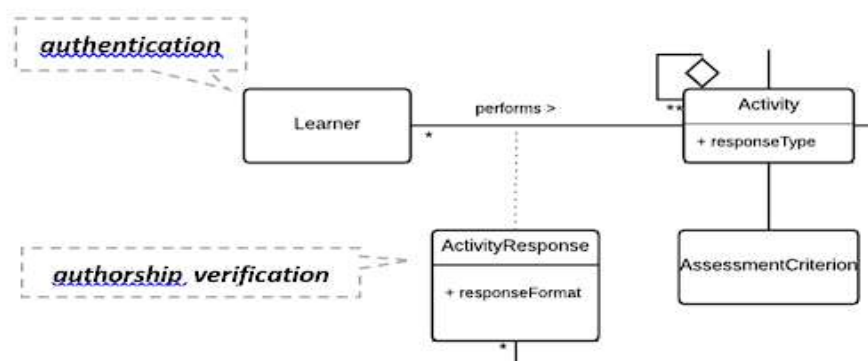 authentication
Learner
*
performs >
**
Activity
+ responseType
ActivityResponse
+ responseFormat
*
authorship verification
AssessmentCriterion